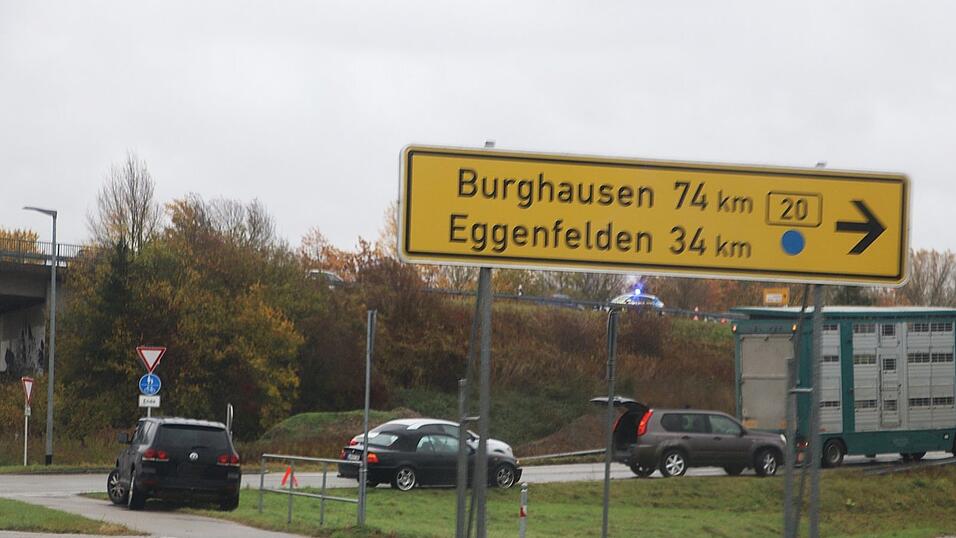 Burghausen 74 km 20
Eggenfelden 34 km
Ende